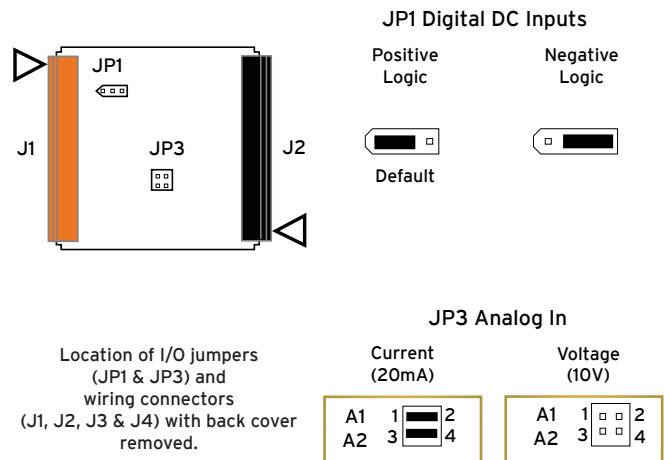 JP1 Digital DC Inputs
Positive
Logic
Negative
Logic
Default
JP1
J1
JP3
J2
Location of I/O jumpers
(JP1 & JP3) and
wiring connectors
(J1, J2, J3 & J4) with back cover
removed.
JP3 Analog In
Current
(20mA)
Voltage
(10V)
A1 1 2
A2 3 4
A1 1 2
A2 3 4